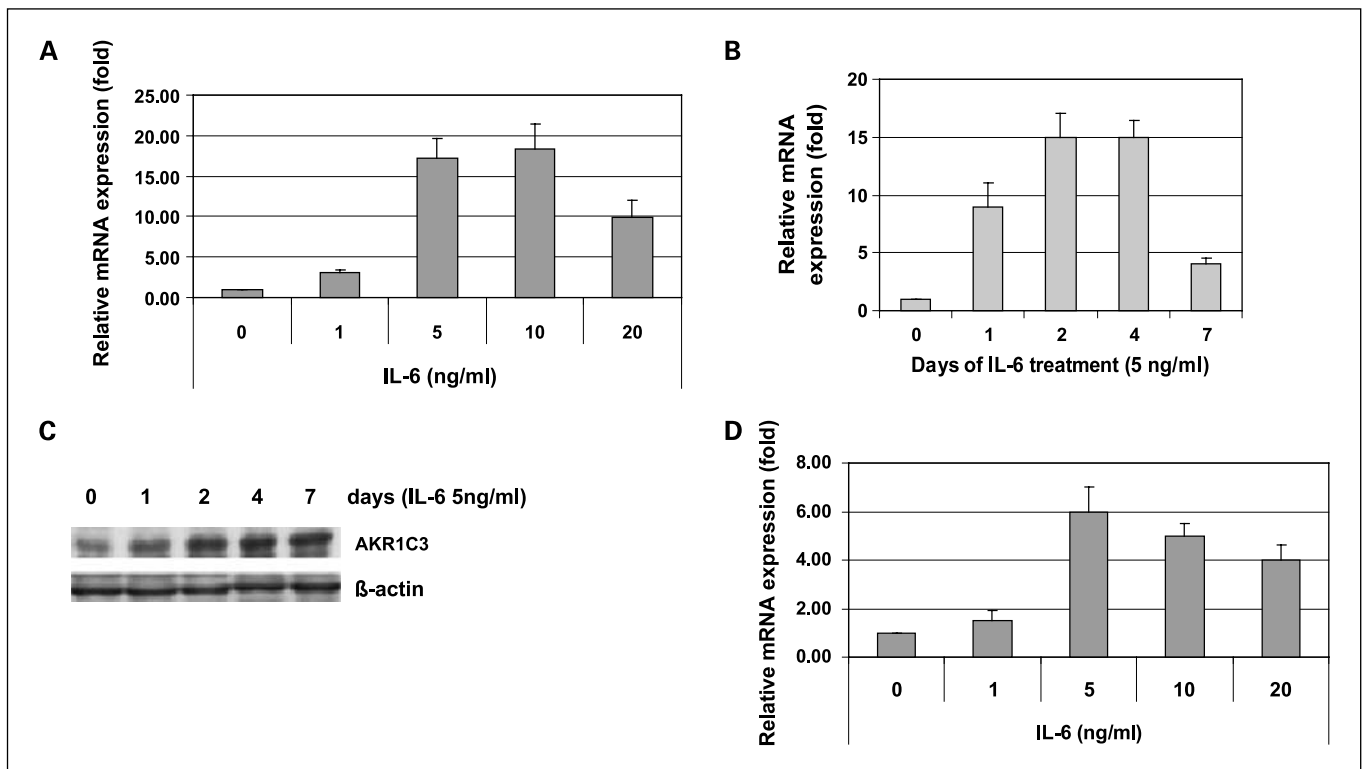 A
Relative mRNA expression (fold)
25.00
20.00
15.00
10.00
5.00
0.00
0 1 5 10 20
IL-6 (ng/ml)
B
Relative mRNA
expression (fold)
20
15
10
5
0
0 1 2 4 7
Days of IL-6 treatment (5 ng/ml)
C
0 1 2 4 7 days (IL-6 5ng/ml)
AKR1C3
ß-actin
D
Relative mRNA expression (fold)
8.00
6.00
4.00
2.00
0.00
0 1 5 10 20
IL-6 (ng/ml)